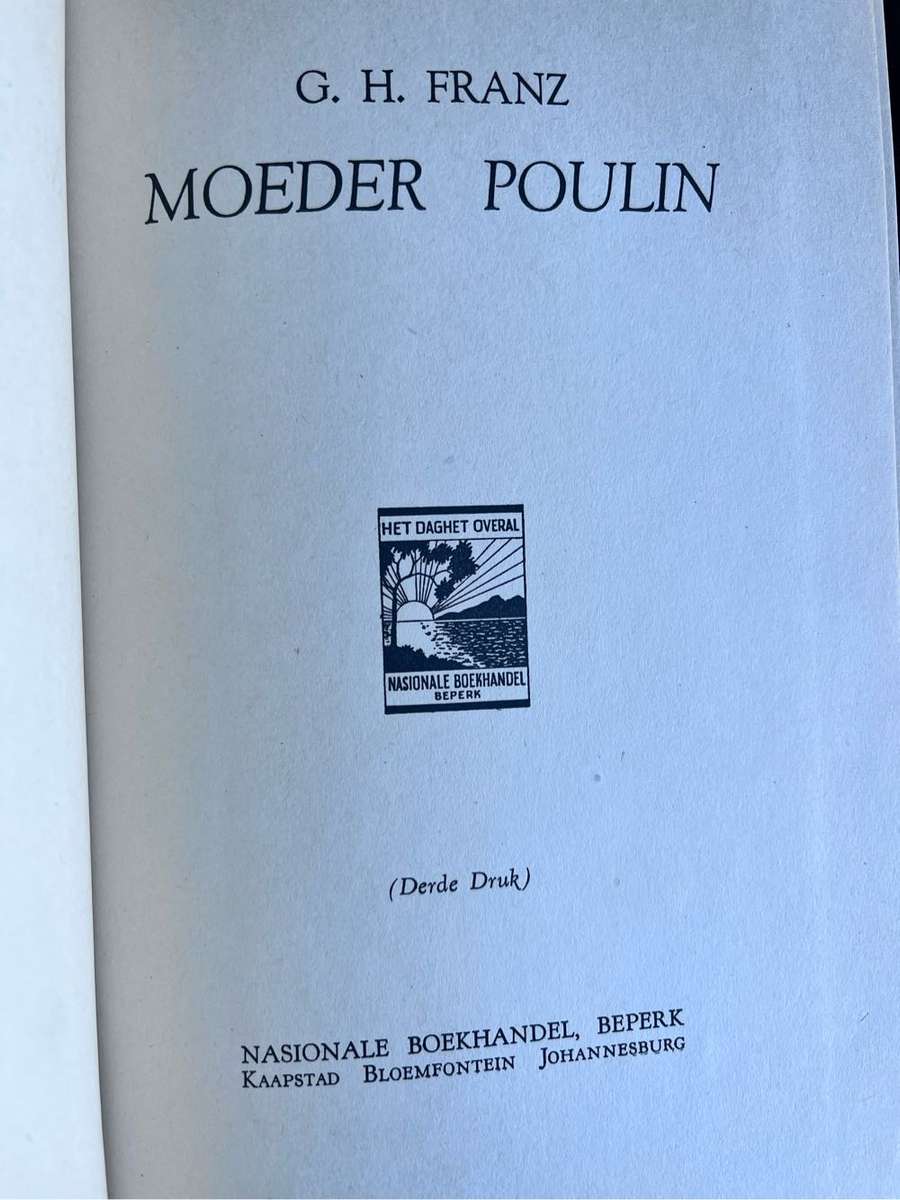 G. H. FRANZ
MOEDER POULIN
HET DAGHET OVERAL
NASIONALE BOEKHANDEL
BEPERK
(Derde Druk)
NASIONALE BOEKHANDEL, BEPERK
KAAPSTAD BLOEMFONTEIN JOHANNESBURG